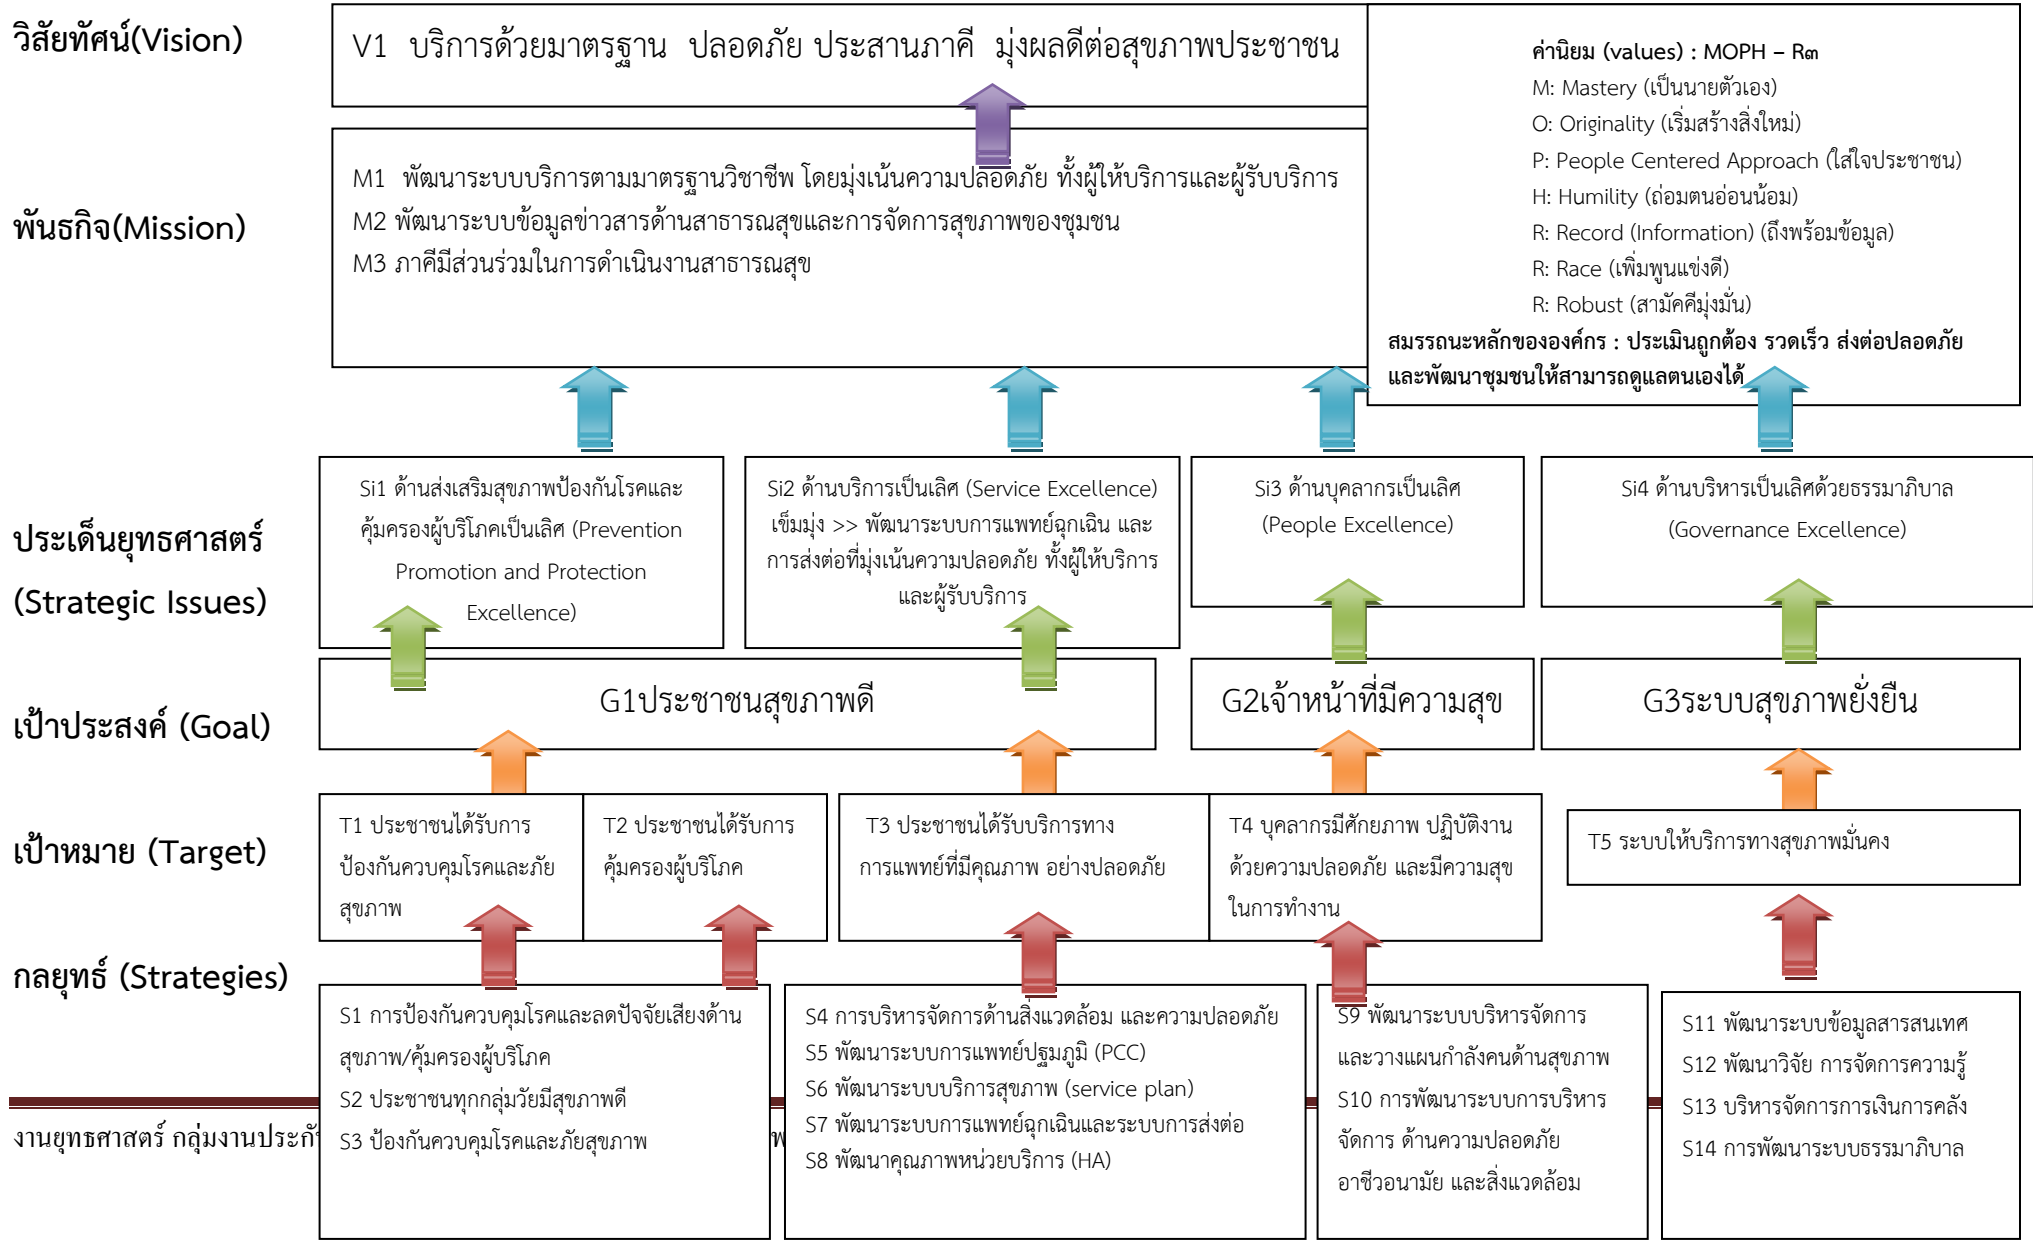 วิสัยทัศน์(Vision)
V1 บริการด้วยมาตรฐาน ปลอดภัย ประสานภาคี มุ่งผลดีต่อสุขภาพประชาชน
ค่านิยม (values) : MOPH – R๓
M: Mastery (เป็นนายตัวเอง)
O: Originality (เริ่มสร้างสิ่งใหม่)
P: People Centered Approach (ใส่ใจประชาชน)
H: Humility (ถ่อมตนอ่อนน้อม)
R: Record (Information) (ถึงพร้อมข้อมูล)
R: Race (เพิ่มพูนแข่งดี)
R: Robust (สามัคคีมุ่งมั่น)
สมรรถนะหลักขององค์กร : ประเมินถูกต้อง รวดเร็ว ส่งต่อปลอดภัย
และพัฒนาชุมชนให้สามารถดูแลตนเองได้
พันธกิจ(Mission)
M1 พัฒนาระบบบริการตามมาตรฐานวิชาชีพ โดยมุ่งเน้นความปลอดภัย ทั้งผู้ให้บริการและผู้รับบริการ
M2 พัฒนาระบบข้อมูลข่าวสารด้านสาธารณสุขและการจัดการสุขภาพของชุมชน
M3 ภาคีมีส่วนร่วมในการดำเนินงานสาธารณสุข
ประเด็นยุทธศาสตร์
(Strategic Issues)
Si1 ด้านส่งเสริมสุขภาพป้องกันโรคและ
คุ้มครองผู้บริโภคเป็นเลิศ (Prevention
Promotion and Protection
Excellence)
Si2 ด้านบริการเป็นเลิศ (Service Excellence)
เข็มมุ่ง >> พัฒนาระบบการแพทย์ฉุกเฉิน และ
การส่งต่อที่มุ่งเน้นความปลอดภัย ทั้งผู้ให้บริการ
และผู้รับบริการ
Si3 ด้านบุคลากรเป็นเลิศ
(People Excellence)
Si4 ด้านบริหารเป็นเลิศด้วยธรรมาภิบาล
(Governance Excellence)
เป้าประสงค์ (Goal)
G1ประชาชนสุขภาพดี
G2เจ้าหน้าที่มีความสุข
G3ระบบสุขภาพยั่งยืน
เป้าหมาย (Target)
T1 ประชาชนได้รับการ
ป้องกันควบคุมโรคและภัย
สุขภาพ
T2 ประชาชนได้รับการ
คุ้มครองผู้บริโภค
T3 ประชาชนได้รับบริการทาง
การแพทย์ที่มีคุณภาพ อย่างปลอดภัย
T4 บุคลากรมีศักยภาพ ปฏิบัติงาน
ด้วยความปลอดภัย และมีความสุข
ในการทำงาน
T5 ระบบให้บริการทางสุขภาพมั่นคง
กลยุทธ์ (Strategies)
S1 การป้องกันควบคุมโรคและลดปัจจัยเสียงด้าน
สุขภาพ/คุ้มครองผู้บริโภค
S2 ประชาชนทุกกลุ่มวัยมีสุขภาพดี
S3 ป้องกันควบคุมโรคและภัยสุขภาพ
S4 การบริหารจัดการด้านสิ่งแวดล้อม และความปลอดภัย
S5 พัฒนาระบบการแพทย์ปฐมภูมิ (PCC)
S6 พัฒนาระบบบริการสุขภาพ (service plan)
S7 พัฒนาระบบการแพทย์ฉุกเฉินและระบบการส่งต่อ
S8 พัฒนาคุณภาพหน่วยบริการ (HA)
S9 พัฒนาระบบบริหารจัดการ
และวางแผนกำลังคนด้านสุขภาพ
S10 การพัฒนาระบบการบริหาร
จัดการ ด้านความปลอดภัย
อาชีวอนามัย และสิ่งแวดล้อม
S11 พัฒนาระบบข้อมูลสารสนเทศ
S12 พัฒนาวิจัย การจัดการความรู้
S13 บริหารจัดการการเงินการคลัง
S14 การพัฒนาระบบธรรมาภิบาล
งานยุทธศาสตร์ กลุ่มงานประกั